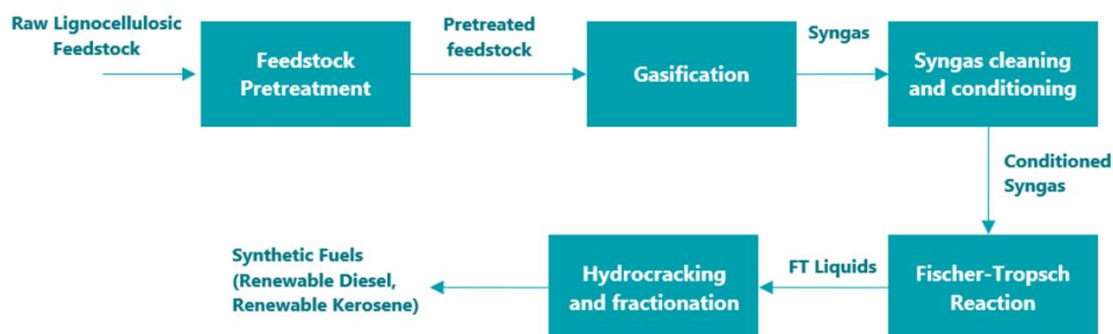 Raw Lignocellulosic
Feedstock
Feedstock
Pretreatment
Pretreated
feedstock
Gasification
Syngas
Syngas cleaning
and conditioning
Conditioned
Syngas
Fischer-Tropsch
Reaction
FT Liquids
Hydrocracking
and fractionation
Synthetic Fuels
(Renewable Diesel,
Renewable Kerosene)